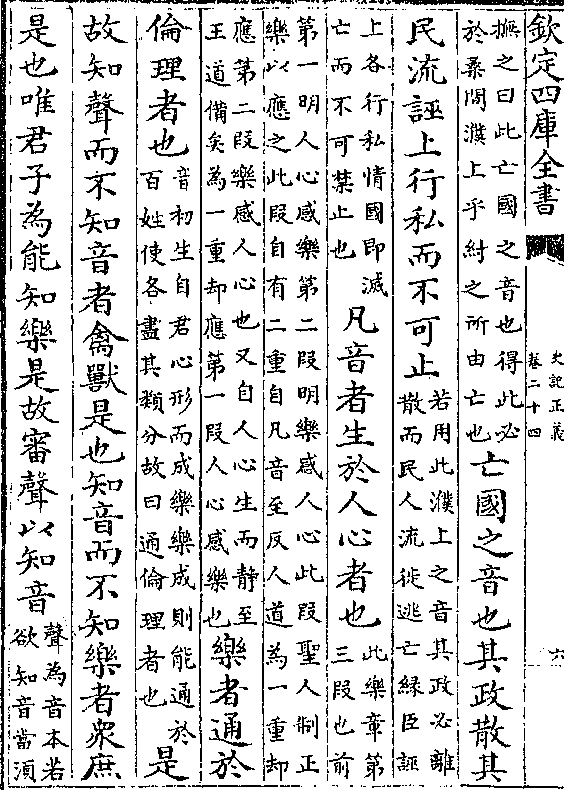 欽定四庫全書
史記正義
卷二十四
六
撫之曰此亡國之音也得此必
於桑間濮上乎紂之所由亡也
亡國之音也其政散其
民流誣上行私而不可止
若用此濮上之音其政必離
散而民人流徙逃亡緣臣誣
上各行私情國即滅
亡而不可禁止也
凡音者生於人心者也
此樂章第
三段也前
第一明人心感樂第二段明樂感人心此段聖人制正
樂以應之此段自有二重自凡音至反人道為一重却
應第二段樂感人心也又自人心生而静至
王道備矣為一重却應第一段人心感樂也
樂者通於
倫理者也
音初生自君心形而成樂樂成則能通於
百姓使各盡其類分故曰通倫理者也
是
故知聲而不知音者禽獸是也知音而不知樂者衆庶
是也唯君子為能知樂是故審聲以知音
聲為音本若
欲知音當須